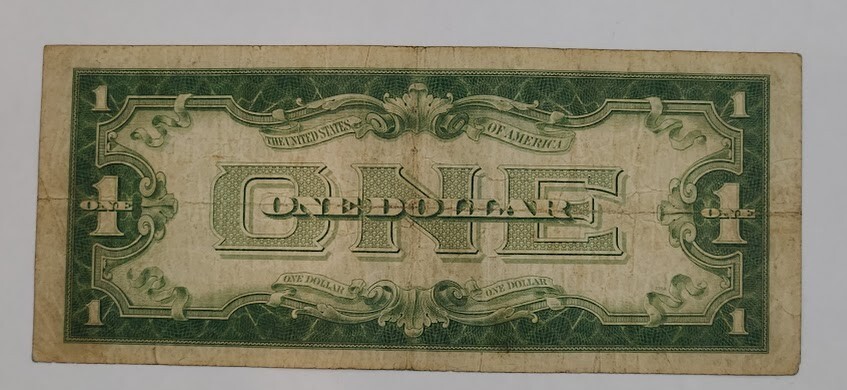 1 1
THE UNITED STATES OF AMERICA
ONE
1 ONE ONE DOLLAR 1 ONE
ONE DOLLAR ONE DOLLAR
1 1